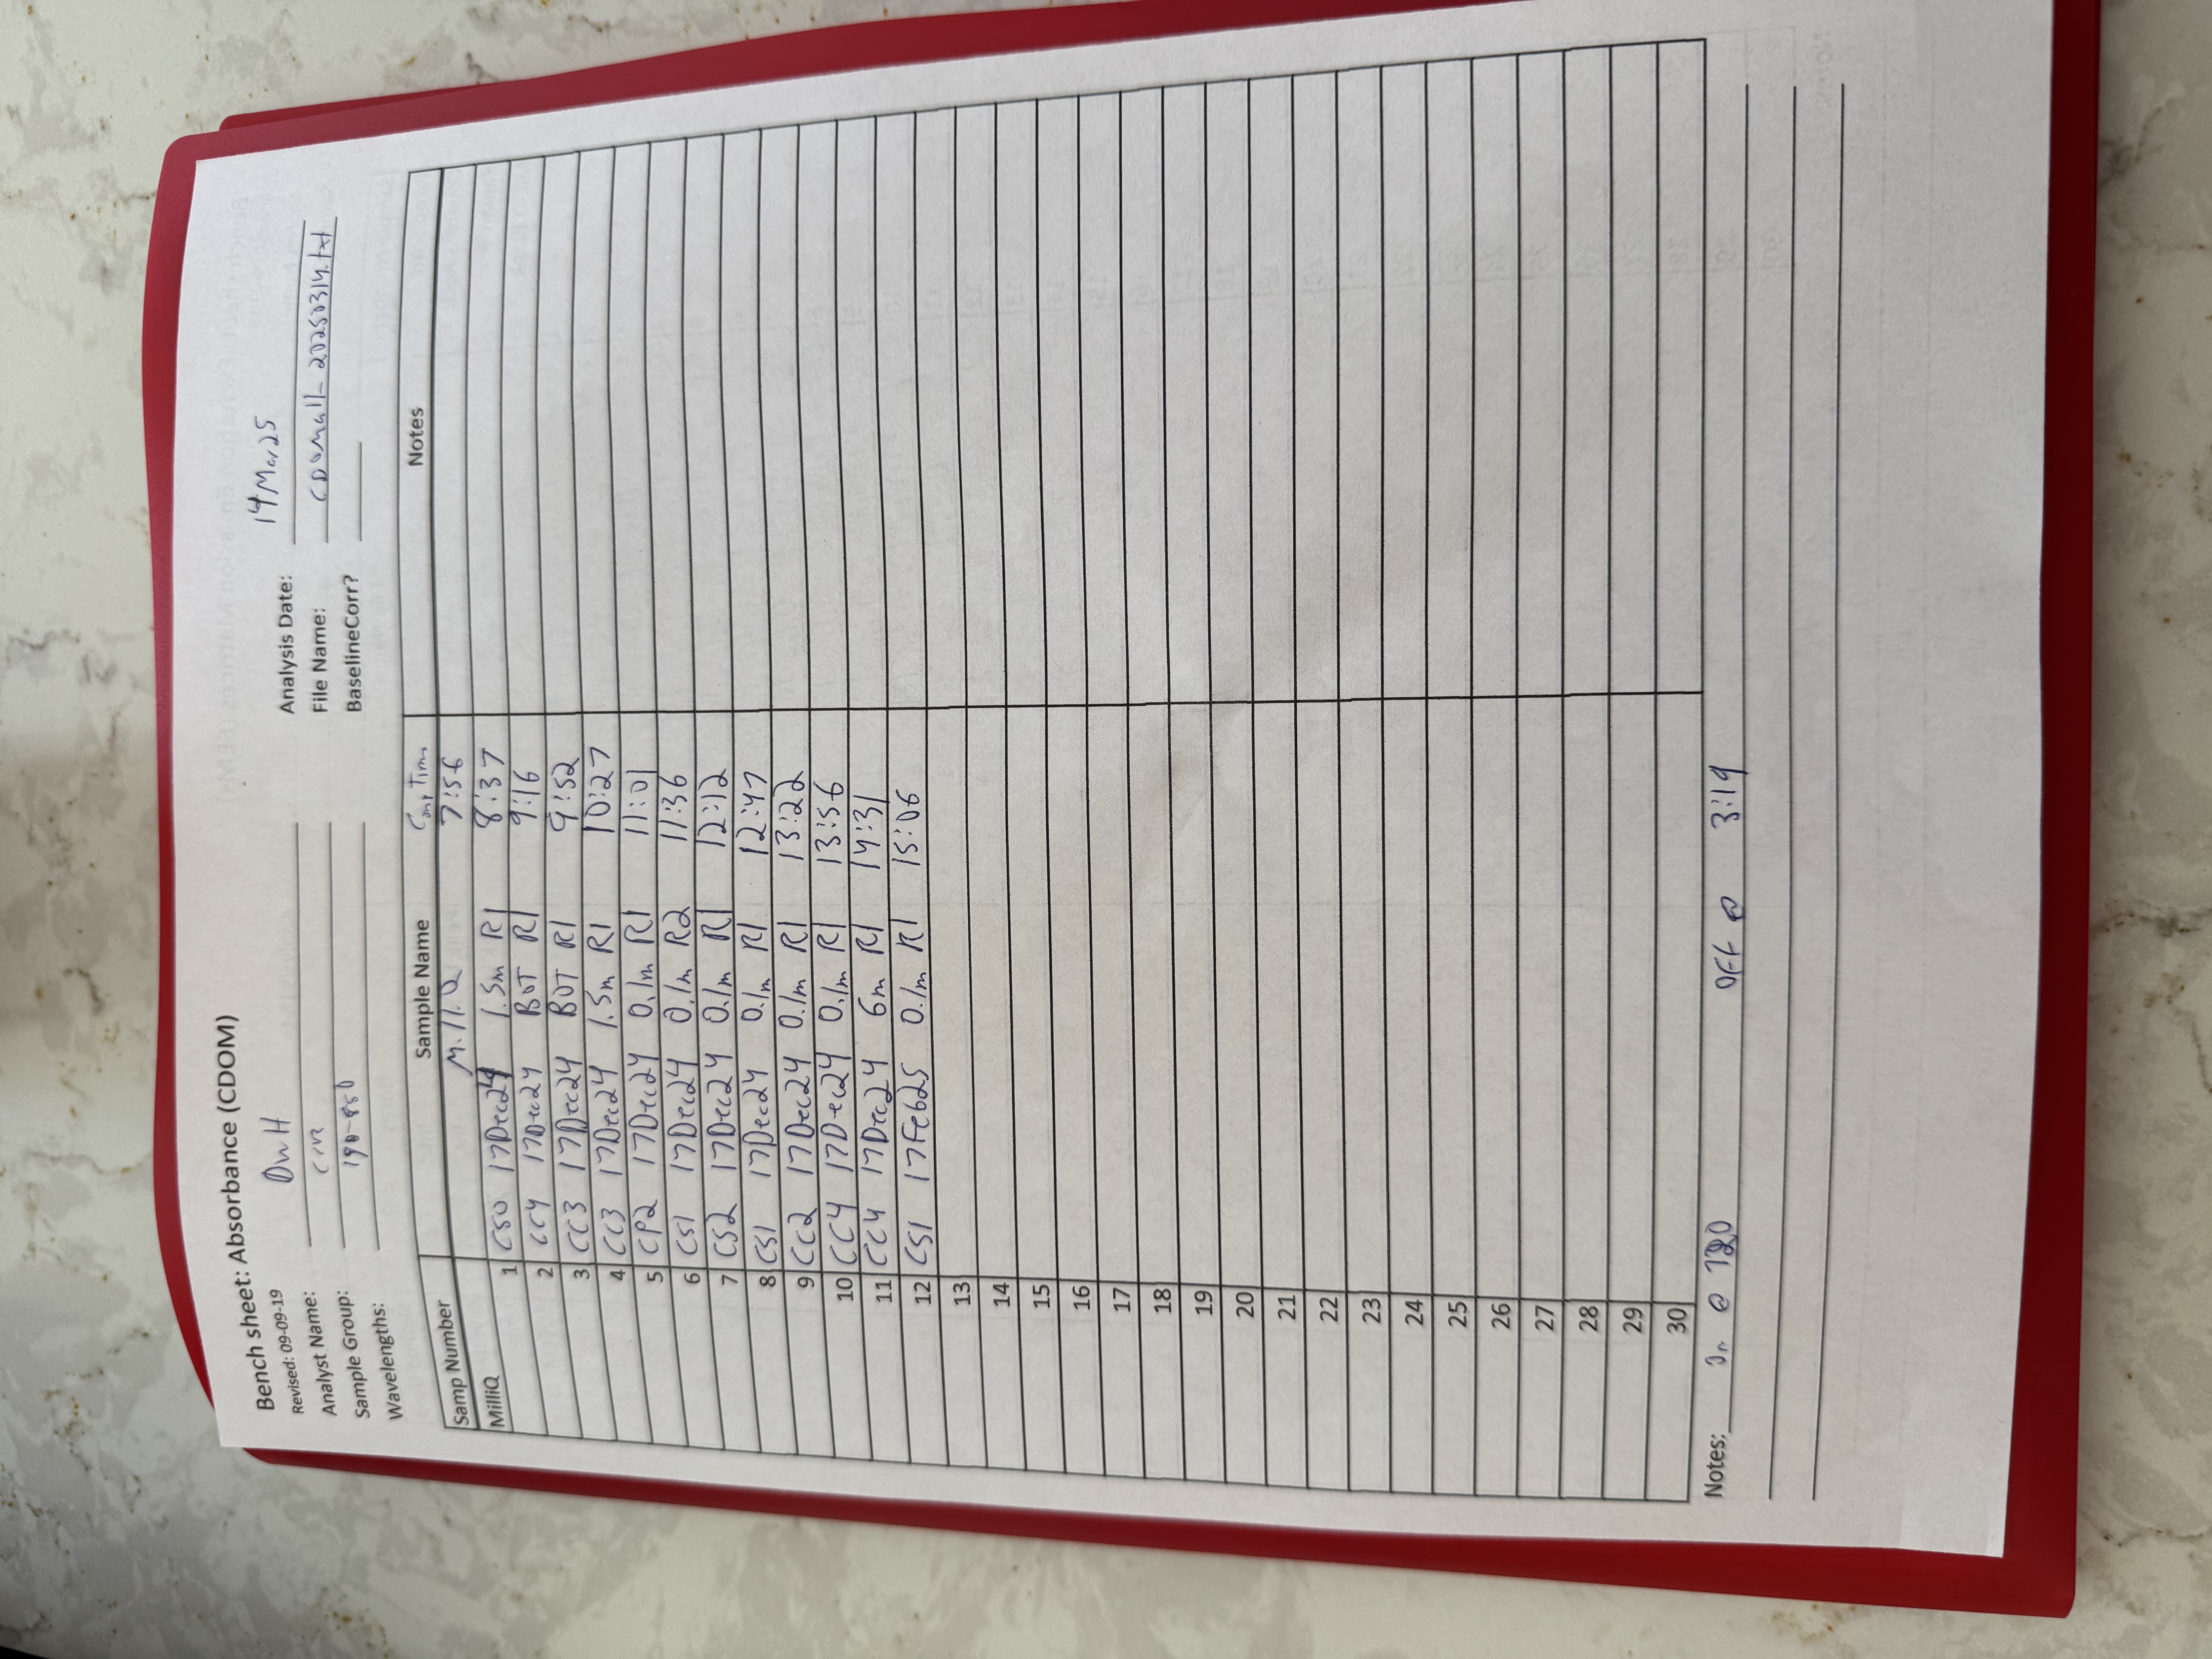 Bench sheet: Absorbance (CDOM)
Revised: 09-09-19
Analyst Name: DWH
Sample Group:
Wavelengths: 190-850
Analysis Date: 14Mar25
File Name: CDOMall_20250314.txt
BaselineCorr?
Samp Number Sample Name Comp Time Notes
MilliQ MilliQ 7:56
1 CS0 17Dec24 1.5m R1 8:37
2 CC4 17Dec24 BOT R1 9:16
3 CC3 17Dec24 BOT R1 9:52
4 CC3 17Dec24 1.5m R1 10:27
5 CP2 17Dec24 0.1m R1 11:01
6 CS1 17Dec24 0.1m R2 11:36
7 CS2 17Dec24 0.1m R1 12:12
8 CS1 17Dec24 0.1m R1 12:47
9 CC2 17Dec24 0.1m R1 13:22
10 CC4 17Dec24 0.1m R1 13:56
11 CC4 17Dec24 6m R1 14:31
12 CS1 17Feb25 0.1m R1 15:06
13
14
15
16
17
18
19
20
21
22
23
24
25
26
27
28
29
30
Notes: On @ OFF @ 3:19